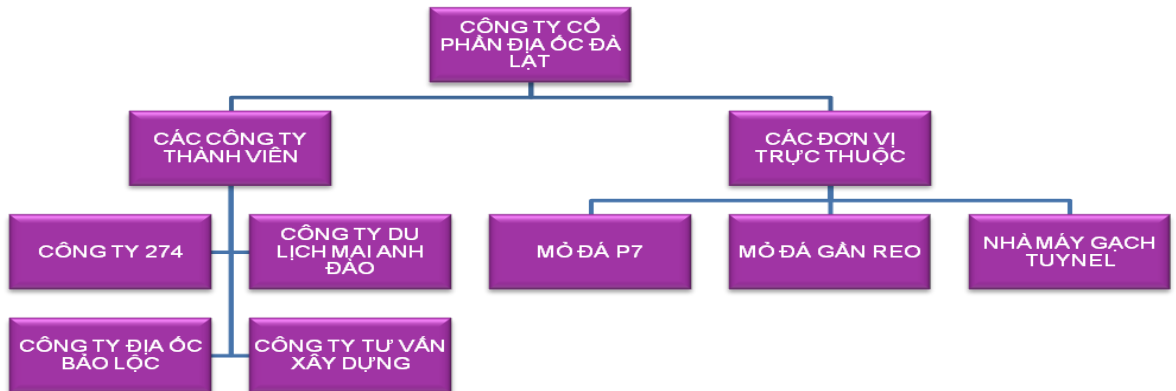 CÔNG TY CỔ
PHẦN ĐỊA ỐC ĐÀ
LẠT
CÁC CÔNG TY
THÀNH VIÊN
CÁC ĐƠN VỊ
TRỰC THUỘC
CÔNG TY 274
CÔNG TY DU
LỊCH MAI ANH
ĐÀO
MỎ ĐÁ P7
MỎ ĐÁ GẦN REO
NHÀ MÁY GẠCH
TUYNEL
CÔNG TY ĐỊA ỐC
BẢO LỘC
CÔNG TY TƯ VẤN
XÂY DỰNG